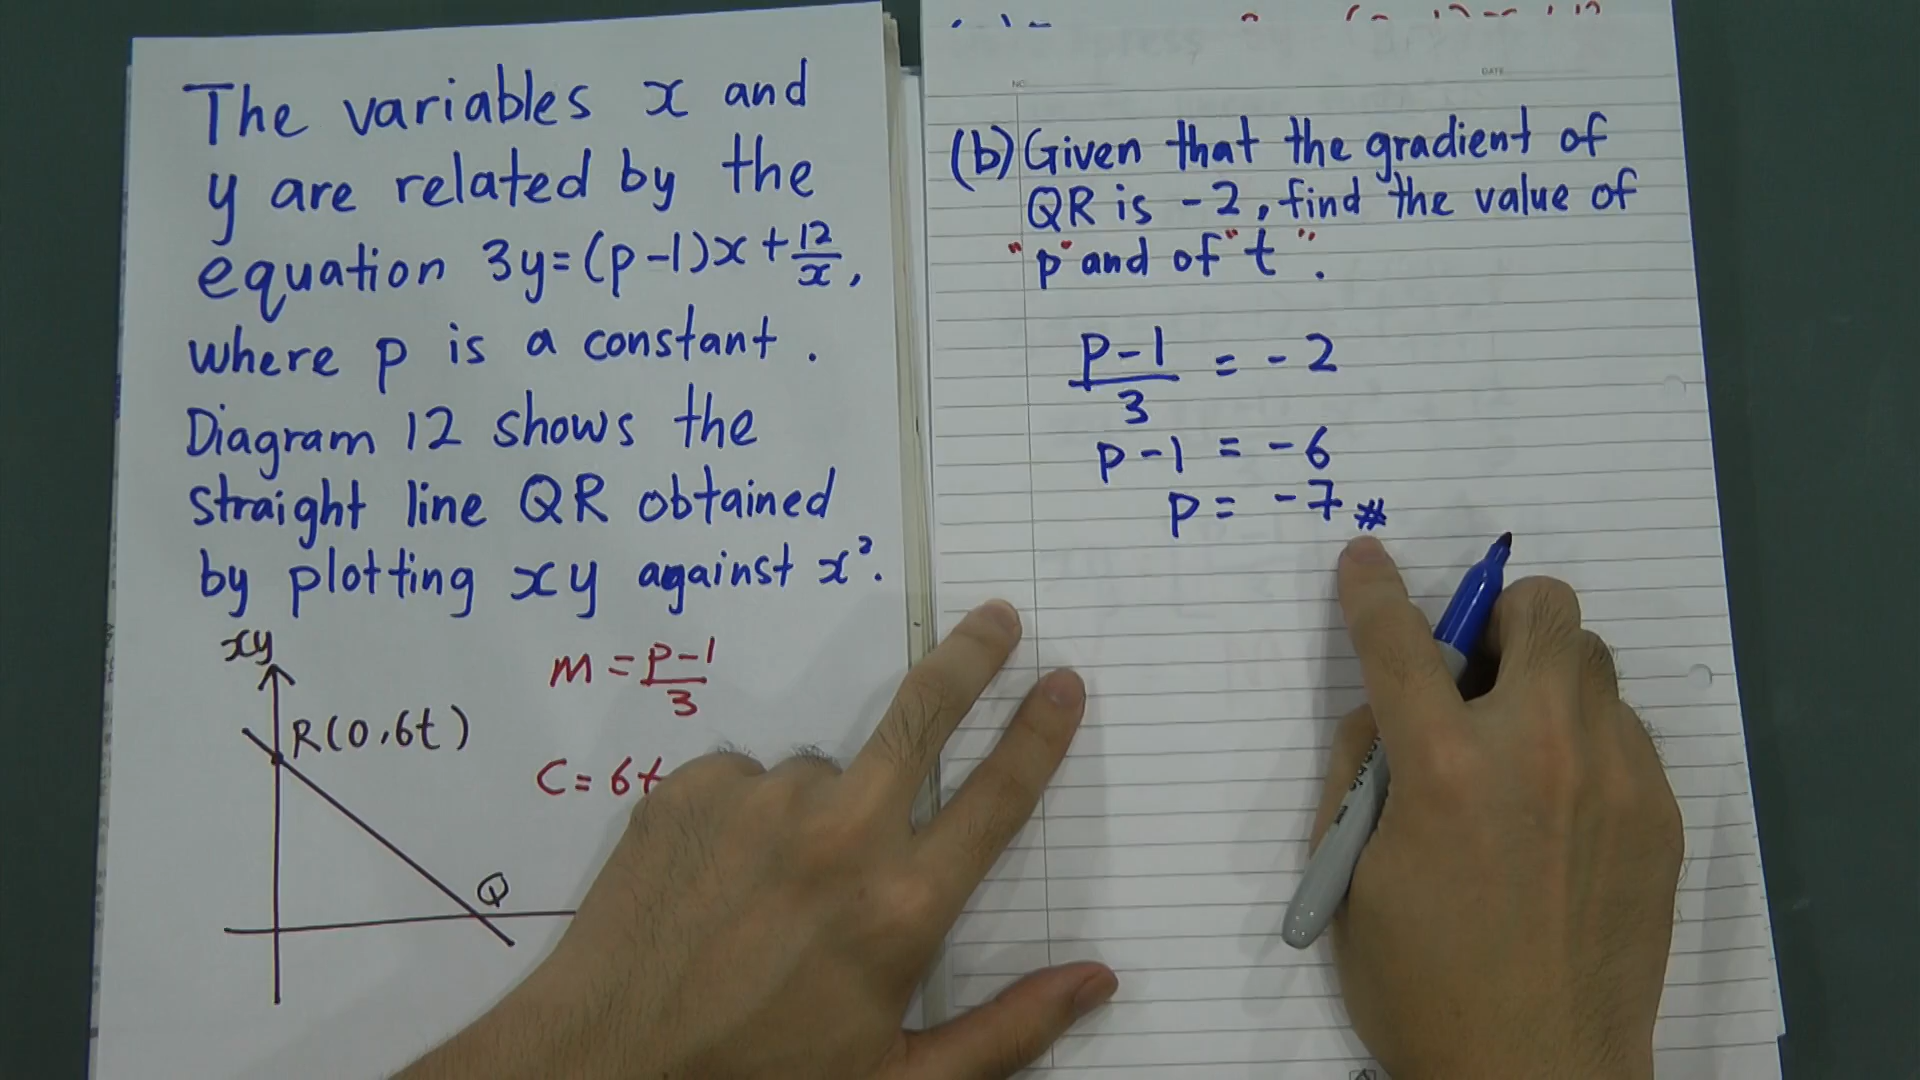 The variables x and
y are related by the
equation 3y=(p-1)x+12/x,
where p is a constant.
Diagram 12 shows the
straight line QR obtained
by plotting xy against x².
xy
R(0,6t)
Q
m = p-1/3
C = 6t
NO.
DATE
(b) Given that the gradient of
QR is -2, find the value of
"p" and of "t".
p-1/3 = -2
p-1 = -6
p = -7 #